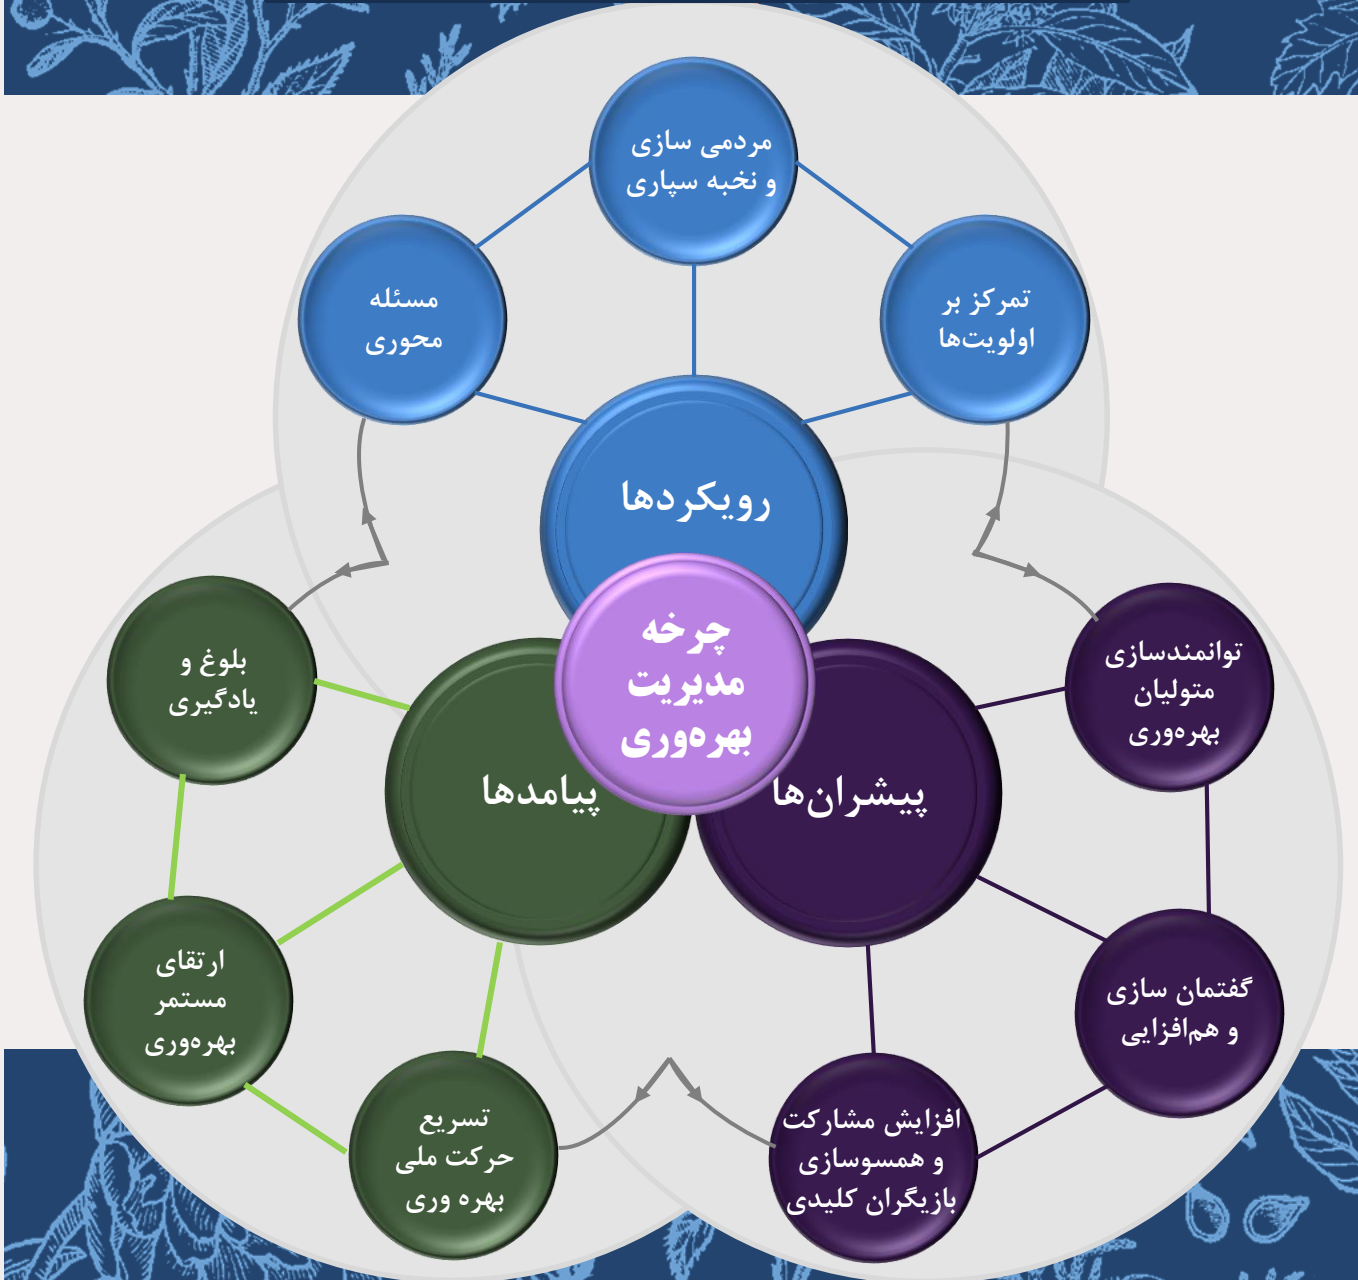 مردمی سازی
و نخبه سپاری
تمرکز بر
اولویت‌ها
مسئله
محوری
رویکردها
چرخه
مدیریت
بهره‌وری
پیشران‌ها
پیامدها
توانمندسازی
متولیان
بهره‌وری
گفتمان سازی
و هم‌افزایی
افزایش مشارکت
و همسوسازی
بازیگران کلیدی
بلوغ و
یادگیری
ارتقای
مستمر
بهره‌وری
تسریع
حرکت ملی
بهره وری